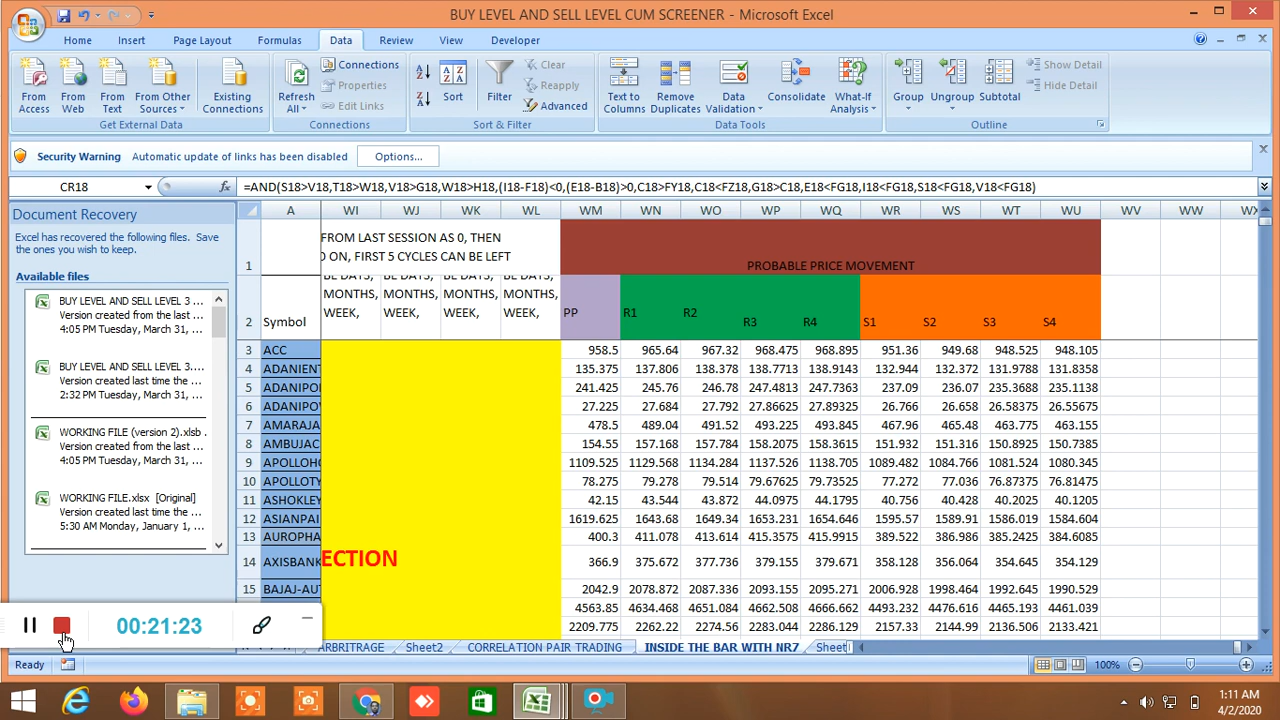 BUY LEVEL AND SELL LEVEL CUM SCREENER - Microsoft Excel
Home Insert Page Layout Formulas Data Review View Developer
From Access
From Web
From Text
From Other Sources
Existing Connections
Get External Data
Refresh All
Connections
Properties
Edit Links
Connections
Sort
Filter
Clear
Reapply
Advanced
Sort & Filter
Text to Columns
Remove Duplicates
Data Validation
Consolidate
What-If Analysis
Data Tools
Group
Ungroup
Subtotal
Show Detail
Hide Detail
Outline
Security Warning Automatic update of links has been disabled Options...
CR18 fx =AND(S18>V18,T18>W18,V18>G18,W18>H18,(I18-F18)<0,(E18-B18)>0,C18>FY18,C18<FZ18,G18>C18,E18<FG18,I18<FG18,S18<FG18,V18<FG18)
Document Recovery
Excel has recovered the following files. Save
the ones you wish to keep.
Available files
BUY LEVEL AND SELL LEVEL 3 ...
Version created from the last ...
4:05 PM Tuesday, March 31, ...
BUY LEVEL AND SELL LEVEL 3....
Version created last time the ...
2:32 PM Tuesday, March 31, ...
WORKING FILE (version 2).xlsb .
Version created from the last ...
4:05 PM Tuesday, March 31, ...
WORKING FILE.xlsx [Original]
Version created last time the ...
5:30 AM Monday, January 1, ...
A WI WJ WK WL WM WN WO WP WQ WR WS WT WU WV WW WX
1 FROM LAST SESSION AS 0, THEN
ON, FIRST 5 CYCLES CAN BE LEFT
PROBABLE PRICE MOVEMENT
BE DAYS, BE DAYS, BE DAYS, BE DAYS,
MONTHS, MONTHS, MONTHS, MONTHS,
WEEK, WEEK, WEEK, WEEK,
2 Symbol PP R1 R2 R3 R4 S1 S2 S3 S4
3 ACC 958.5 965.64 967.32 968.475 968.895 951.36 949.68 948.525 948.105
4 ADANIENT 135.375 137.806 138.378 138.7713 138.9143 132.944 132.372 131.9788 131.8358
5 ADANIPO 241.425 245.76 246.78 247.4813 247.7363 237.09 236.07 235.3688 235.1138
6 ADANIPO 27.225 27.684 27.792 27.86625 27.89325 26.766 26.658 26.58375 26.55675
7 AMARAJA 478.5 489.04 491.52 493.225 493.845 467.96 465.48 463.775 463.155
8 AMBUJAC 154.55 157.168 157.784 158.2075 158.3615 151.932 151.316 150.8925 150.7385
9 APOLLOHO 1109.525 1129.568 1134.284 1137.526 1138.705 1089.482 1084.766 1081.524 1080.345
10 APOLLOTY 78.275 79.278 79.514 79.67625 79.73525 77.272 77.036 76.87375 76.81475
11 ASHOKLEY 42.15 43.544 43.872 44.0975 44.1795 40.756 40.428 40.2025 40.1205
12 ASIANPAI 1619.625 1643.68 1649.34 1653.231 1654.646 1595.57 1589.91 1586.019 1584.604
13 AUROPHA 400.3 411.078 413.614 415.3575 415.9915 389.522 386.986 385.2425 384.6085
14 AXISBANK ECTION 366.9 375.672 377.736 379.155 379.671 358.128 356.064 354.645 354.129
15 BAJAJ-AUT 2042.9 2078.872 2087.336 2093.155 2095.271 2006.928 1998.464 1992.645 1990.529
4563.85 4634.468 4651.084 4662.508 4666.662 4493.232 4476.616 4465.193 4461.039
2209.775 2262.22 2274.56 2283.044 2286.129 2157.33 2144.99 2136.506 2133.421
00:21:23
ARBITRAGE Sheet2 CORRELATION PAIR TRADING INSIDE THE BAR WITH NR7 Sheet
Ready 100%
1:11 AM
4/2/2020